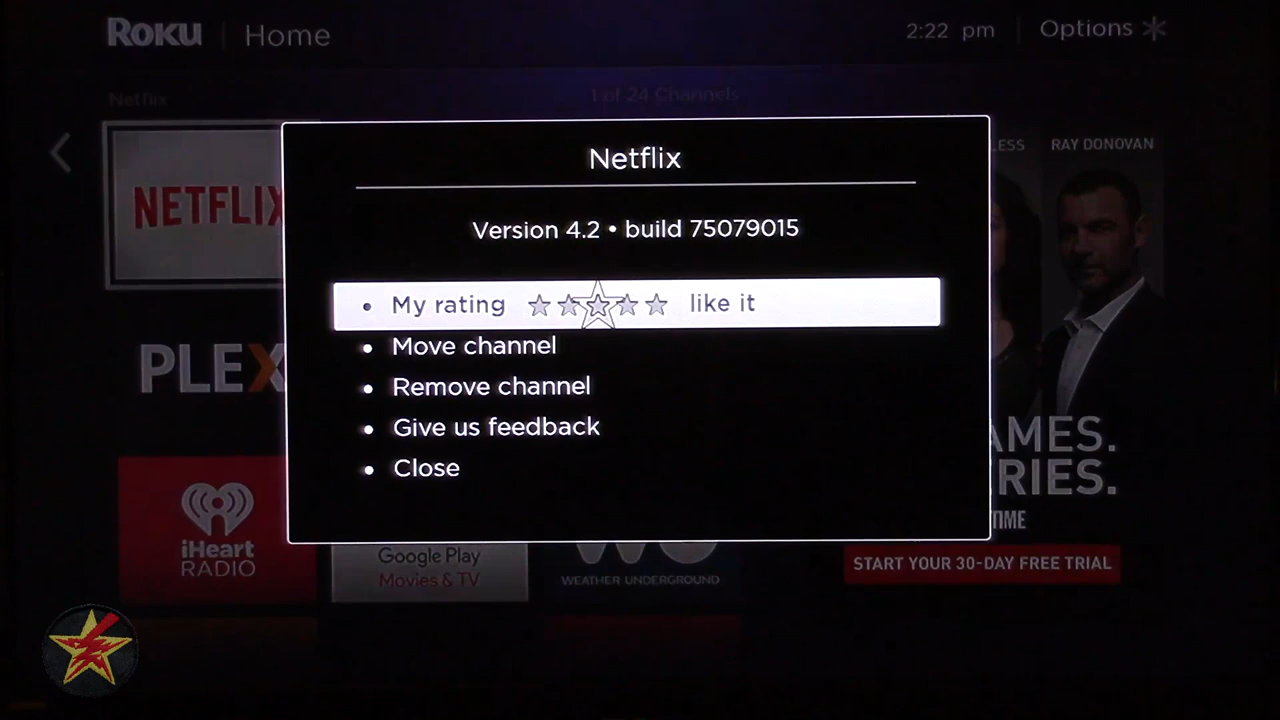 Roku | Home
2:22 pm | Options
Netflix
1 of 24 Channels
NETFLIX
LESS
RAY DONOVAN
Netflix
Version 4.2 • build 75079015
• My rating like it
• Move channel
• Remove channel
• Give us feedback
• Close
PLEX
AMES.
RIES.
TIME
iHeart
RADIO
Google Play
Movies & TV
WU
WEATHER UNDERGROUND
START YOUR 30-DAY FREE TRIAL